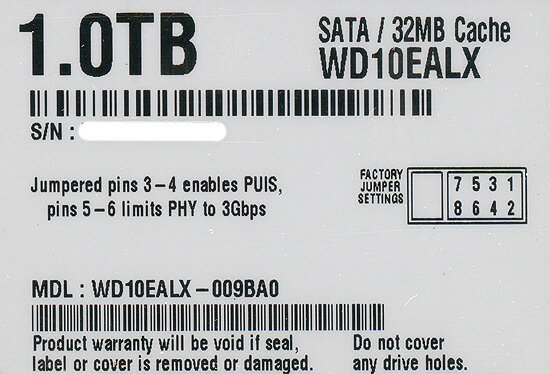 1.0TB
SATA / 32MB Cache
WD10EALX
S/N :
Jumpered pins 3-4 enables PUIS,
pins 5-6 limits PHY to 3Gbps
FACTORY
JUMPER
SETTINGS
7 5 3 1
8 6 4 2
MDL : WD10EALX-009BA0
Product warranty will be void if seal,
label or cover is removed or damaged.
Do not cover
any drive holes.